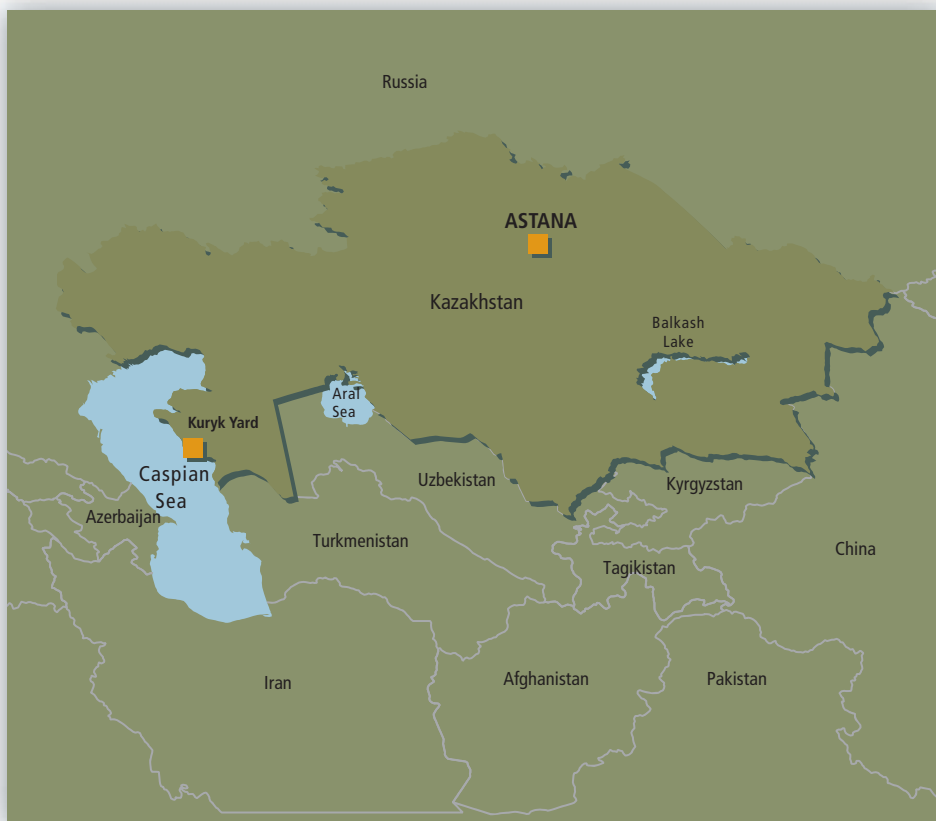 Russia
ASTANA
Kazakhstan
Balkash
Lake
Aral
Sea
Kuryk Yard
Caspian
Sea
Uzbekistan
Kyrgyzstan
Azerbaijan
Turkmenistan
China
Tagikistan
Iran
Afghanistan
Pakistan